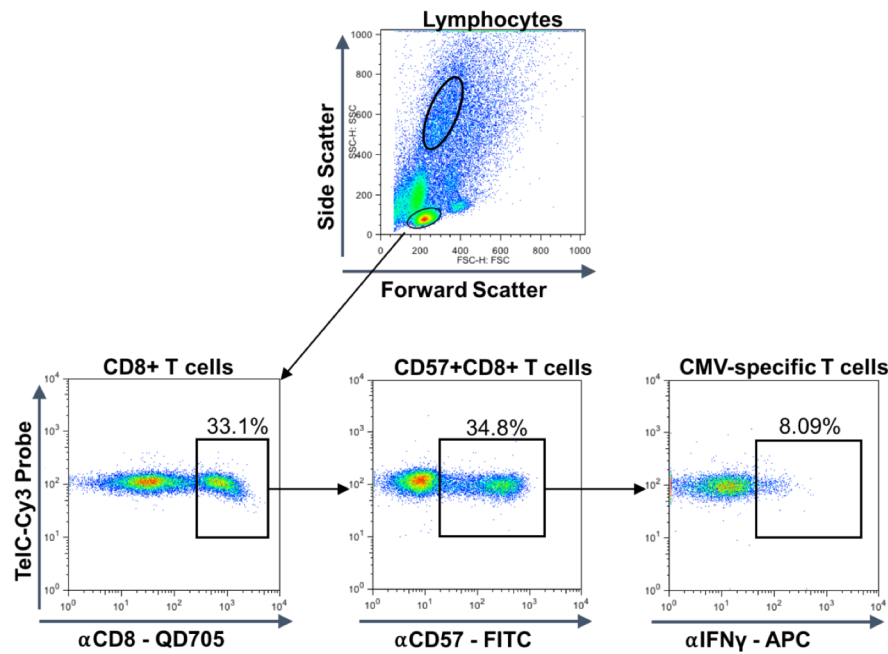 Lymphocytes
Side Scatter
SSC-H: SSC
1000
800
600
400
200
0
0 200 400 600 800 1000
FSC-H: FSC
Forward Scatter
CD8+ T cells
CD57+CD8+ T cells
CMV-specific T cells
TelC-Cy3 Probe
10⁴
10³
10²
10¹
10⁰
33.1%
10⁰ 10¹ 10² 10³ 10⁴
αCD8 - QD705
10⁴
10³
10²
10¹
10⁰
34.8%
10⁰ 10¹ 10² 10³ 10⁴
αCD57 - FITC
10⁴
10³
10²
10¹
10⁰
8.09%
10⁰ 10¹ 10² 10³ 10⁴
αIFNγ - APC